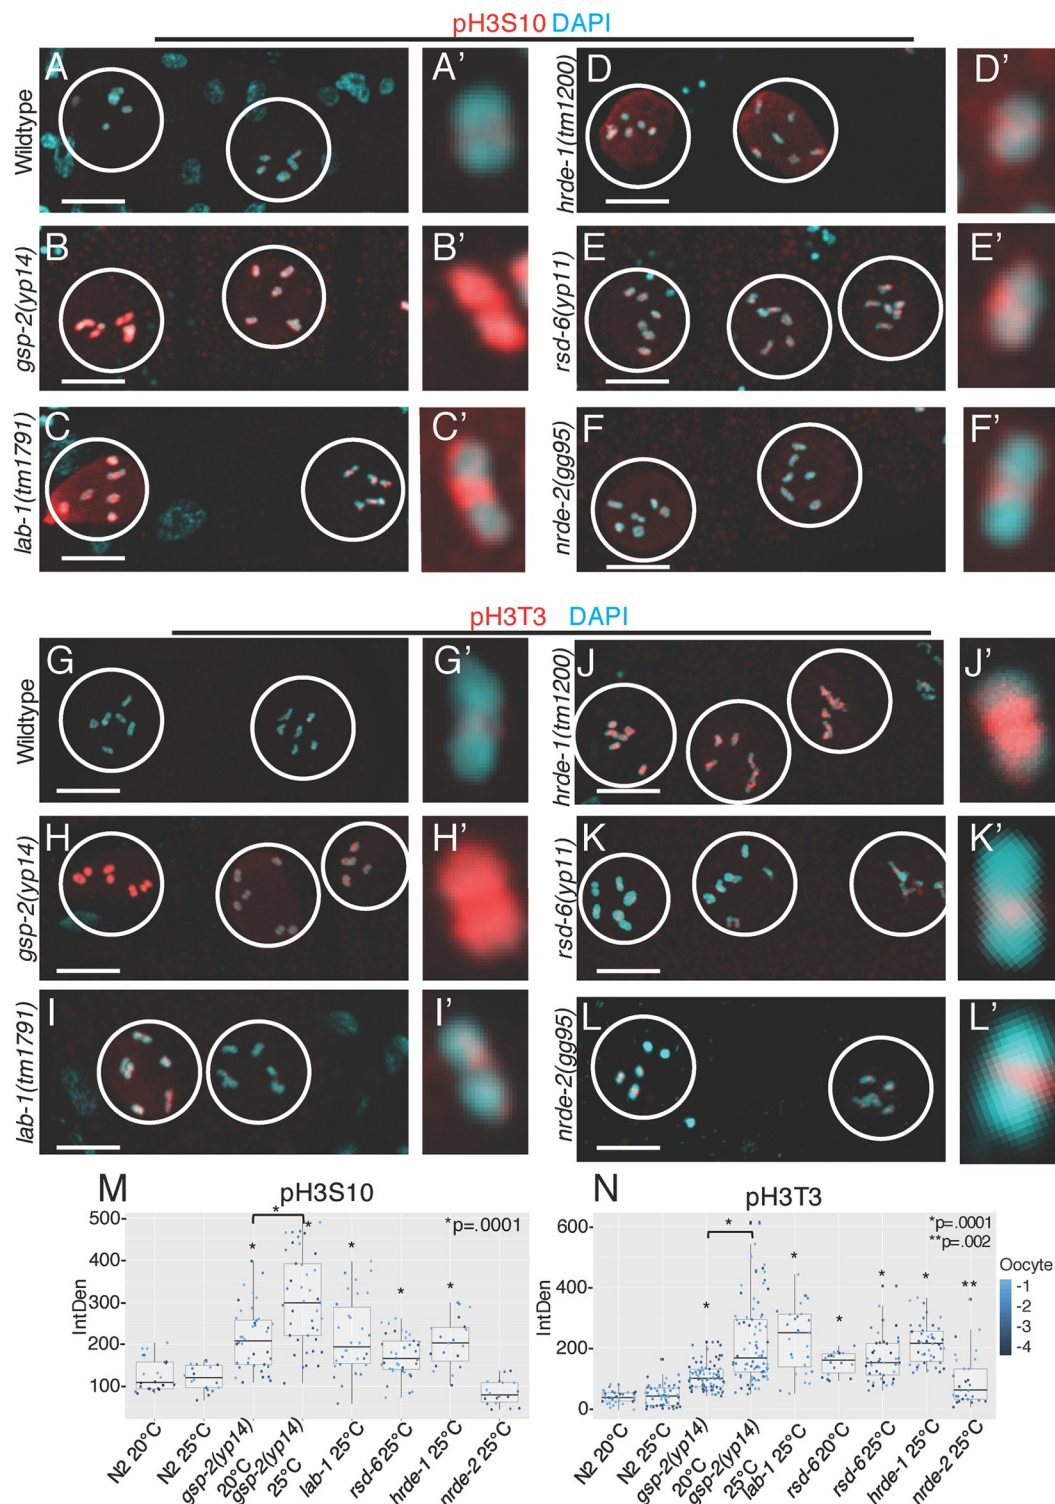 pH3S10 DAPI
Wildtype
A
A'
hrde-1(tm1200)
D
D'
gsp-2(yp14)
B
B'
rsd-6(yp11)
E
E'
lab-1(tm1791)
C
C'
nrde-2(gg95)
F
F'
pH3T3 DAPI
Wildtype
G
G'
hrde-1(tm1200)
J
J'
gsp-2(yp14)
H
H'
rsd-6(yp11)
K
K'
lab-1(tm1791)
I
I'
nrde-2(gg95)
L
L'
M
pH3S10
*p=.0001
*
*
*
*
*
*
IntDen
500
400
300
200
100
N2 20°C
N2 25°C
gsp-2(yp14)
20°C
gsp-2(yp14)
25°C
lab-1 25°C
rsd-6 25°C
hrde-1 25°C
nrde-2 25°C
N
pH3T3
*p=.0001
**p=.002
*
*
*
*
*
*
**
IntDen
600
400
200
0
N2 20°C
N2 25°C
gsp-2(yp14)
20°C
gsp-2(yp14)
25°C
lab-1 25°C
rsd-6 20°C
rsd-6 25°C
hrde-1 25°C
nrde-2 25°C
Oocyte
-1
-2
-3
-4